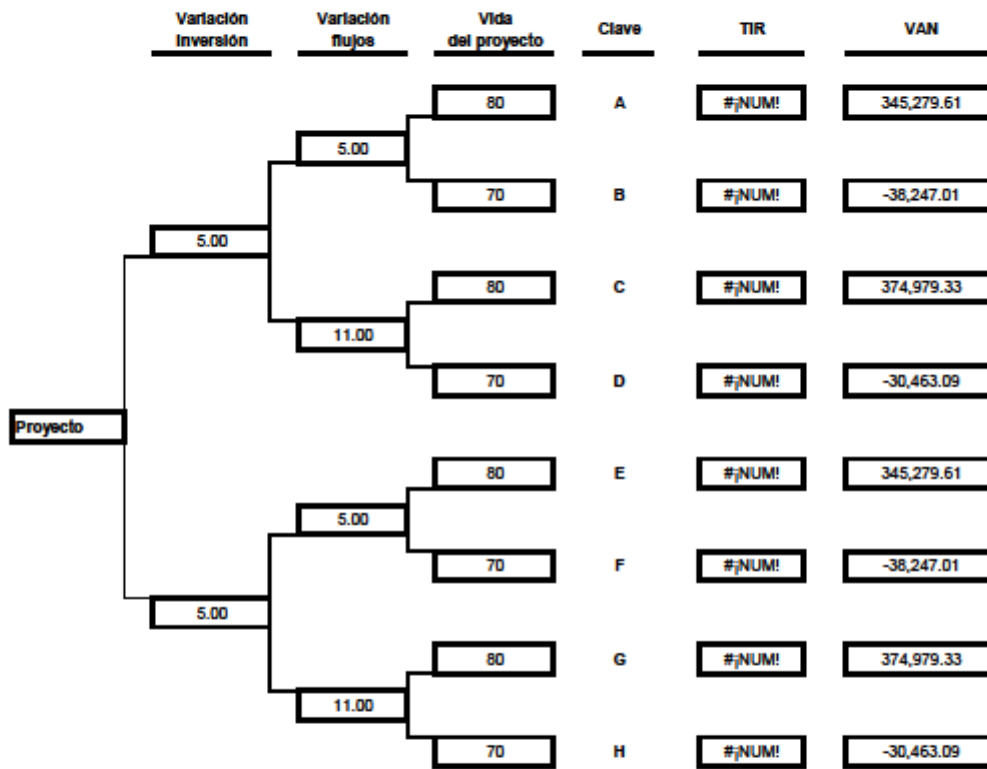 Variación Inversión
Variación flujos
Vida del proyecto
Clave
TIR
VAN
80 A #¡NUM! 345,279.61
5.00
70 B #¡NUM! -38,247.01
5.00
80 C #¡NUM! 374,979.33
11.00
70 D #¡NUM! -30,463.09
Proyecto
80 E #¡NUM! 345,279.61
5.00
70 F #¡NUM! -38,247.01
5.00
80 G #¡NUM! 374,979.33
11.00
70 H #¡NUM! -30,463.09